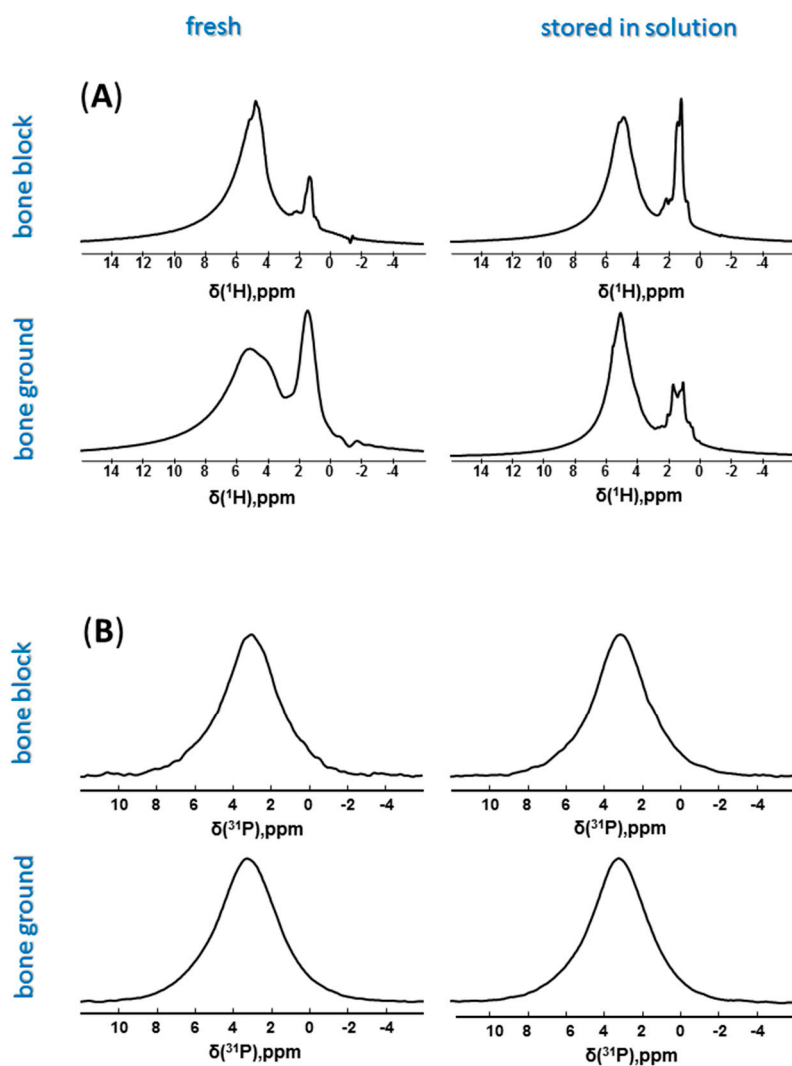 fresh
stored in solution
(A)
bone block
14 12 10 8 6 4 2 0 -2 -4
δ(¹H),ppm
14 12 10 8 6 4 2 0 -2 -4
δ(¹H),ppm
bone ground
14 12 10 8 6 4 2 0 -2 -4
δ(¹H),ppm
14 12 10 8 6 4 2 0 -2 -4
δ(¹H),ppm
(B)
bone block
10 8 6 4 2 0 -2 -4
δ(³¹P),ppm
10 8 6 4 2 0 -2 -4
δ(³¹P),ppm
bone ground
10 8 6 4 2 0 -2 -4
δ(³¹P),ppm
10 8 6 4 2 0 -2 -4
δ(³¹P),ppm